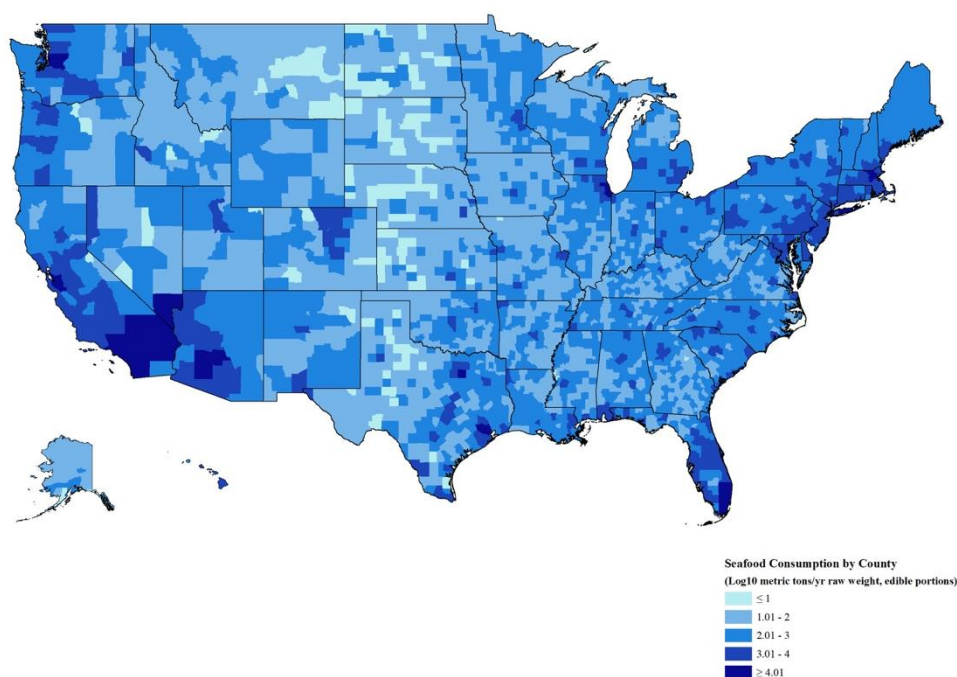 Seafood Consumption by County
(Log10 metric tons/yr raw weight, edible portions)
≤ 1
1.01 - 2
2.01 - 3
3.01 - 4
≥ 4.01